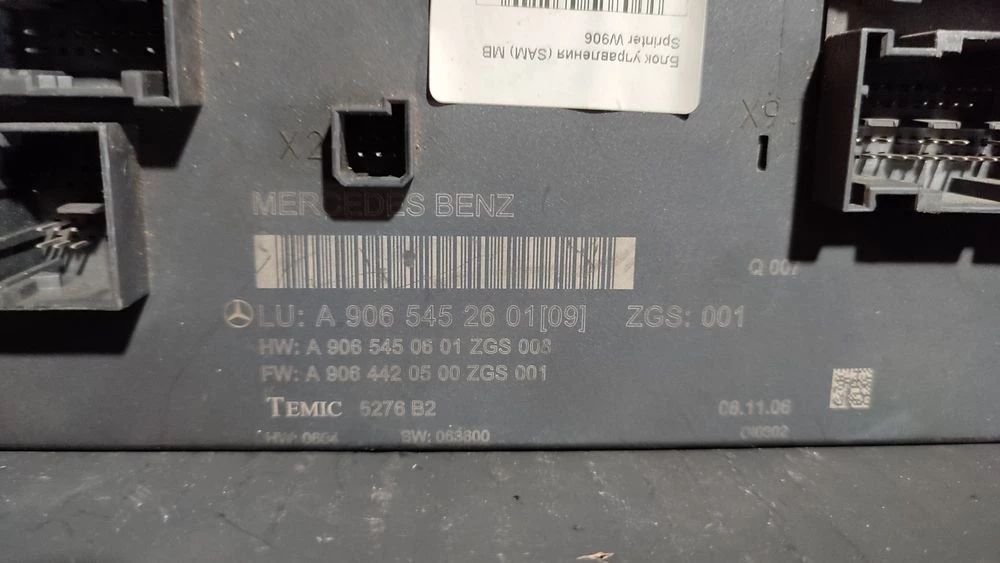 Блок управления (SAM) MB
Sprinter W906
X2
X9
MERCEDES BENZ
Q 007
LU: A 906 545 26 01[09] ZGS: 001
HW: A 906 545 06 01 ZGS 003
FW: A 906 442 05 00 ZGS 001
TEMIC 5276 B2
08.11.06
SW: 063800